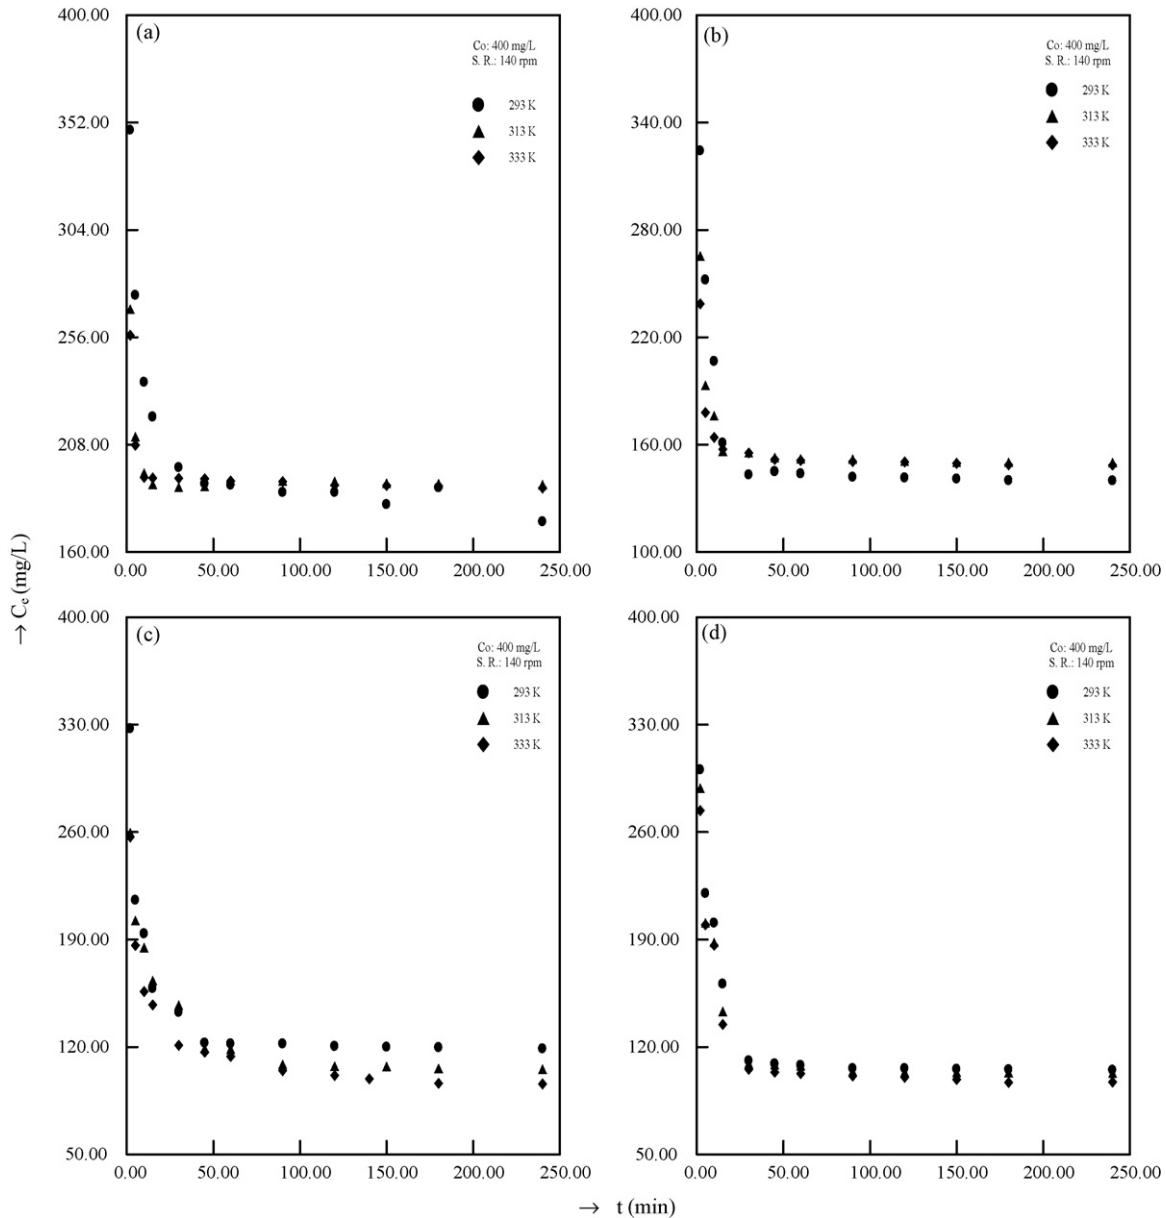 (a)
Co: 400 mg/L
S. R.: 140 rpm
293 K
313 K
333 K
400.00
352.00
304.00
256.00
208.00
160.00
0.00 50.00 100.00 150.00 200.00 250.00
(b)
Co: 400 mg/L
S. R.: 140 rpm
293 K
313 K
333 K
400.00
340.00
280.00
220.00
160.00
100.00
0.00 50.00 100.00 150.00 200.00 250.00
→ Ce (mg/L)
(c)
Co: 400 mg/L
S. R.: 140 rpm
293 K
313 K
333 K
400.00
330.00
260.00
190.00
120.00
50.00
0.00 50.00 100.00 150.00 200.00 250.00
(d)
Co: 400 mg/L
S. R.: 140 rpm
293 K
313 K
333 K
400.00
330.00
260.00
190.00
120.00
50.00
0.00 50.00 100.00 150.00 200.00 250.00
→ t (min)